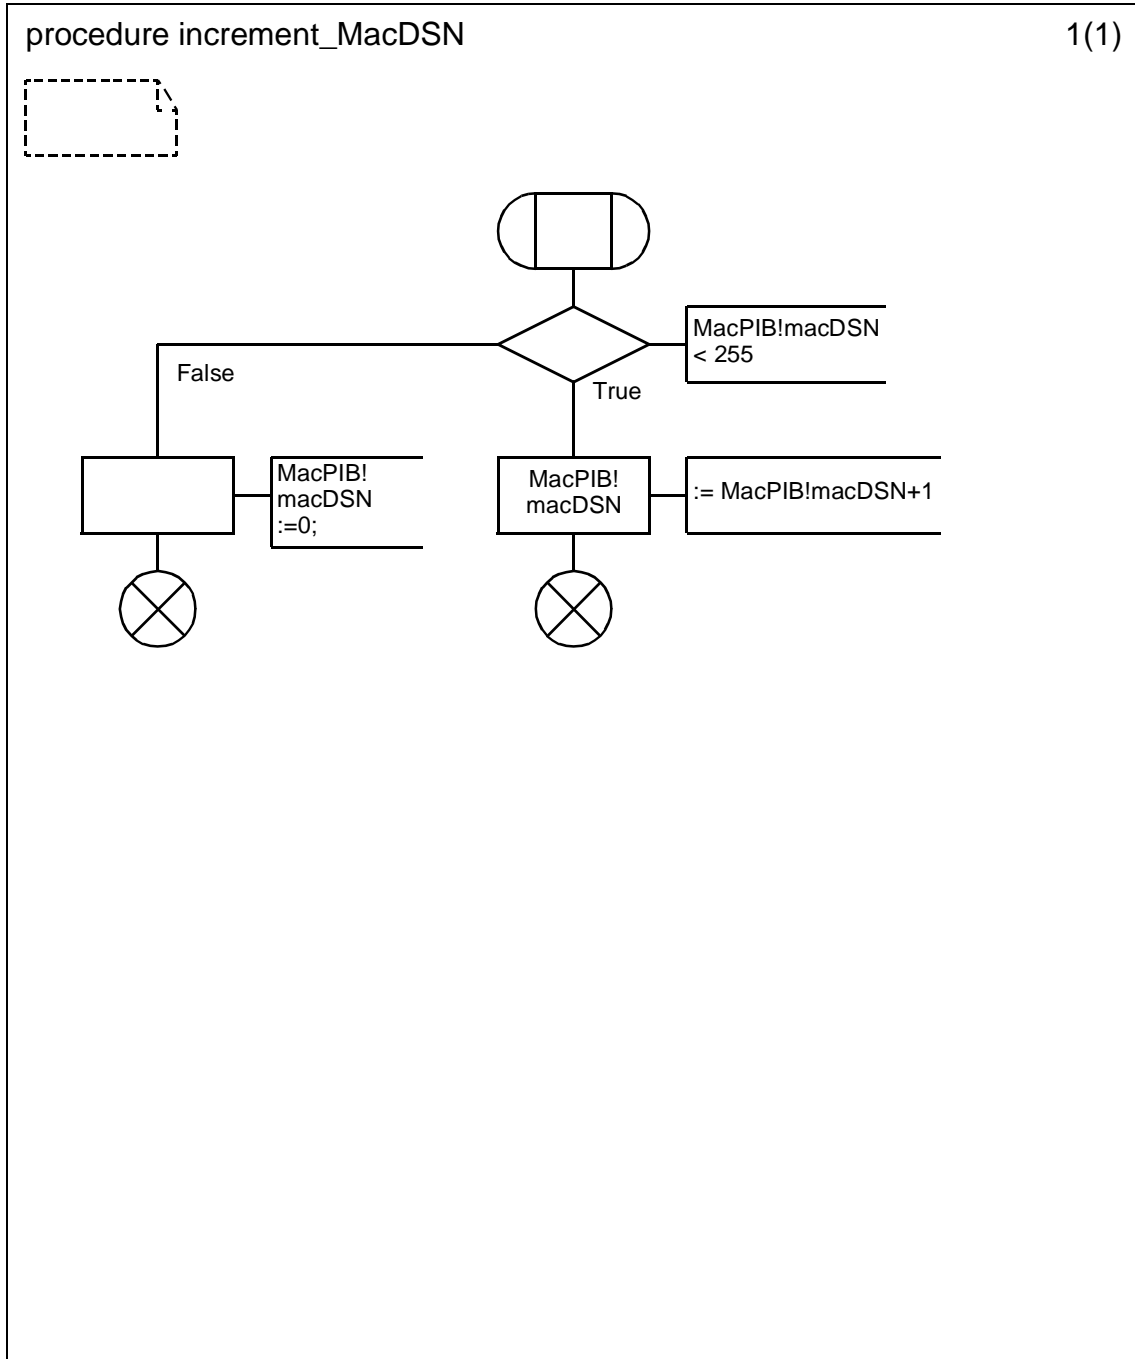 procedure increment_MacDSN
1(1)
MacPIB!macDSN
< 255
False
True
MacPIB!
macDSN
:=0;
MacPIB!
macDSN
:= MacPIB!macDSN+1